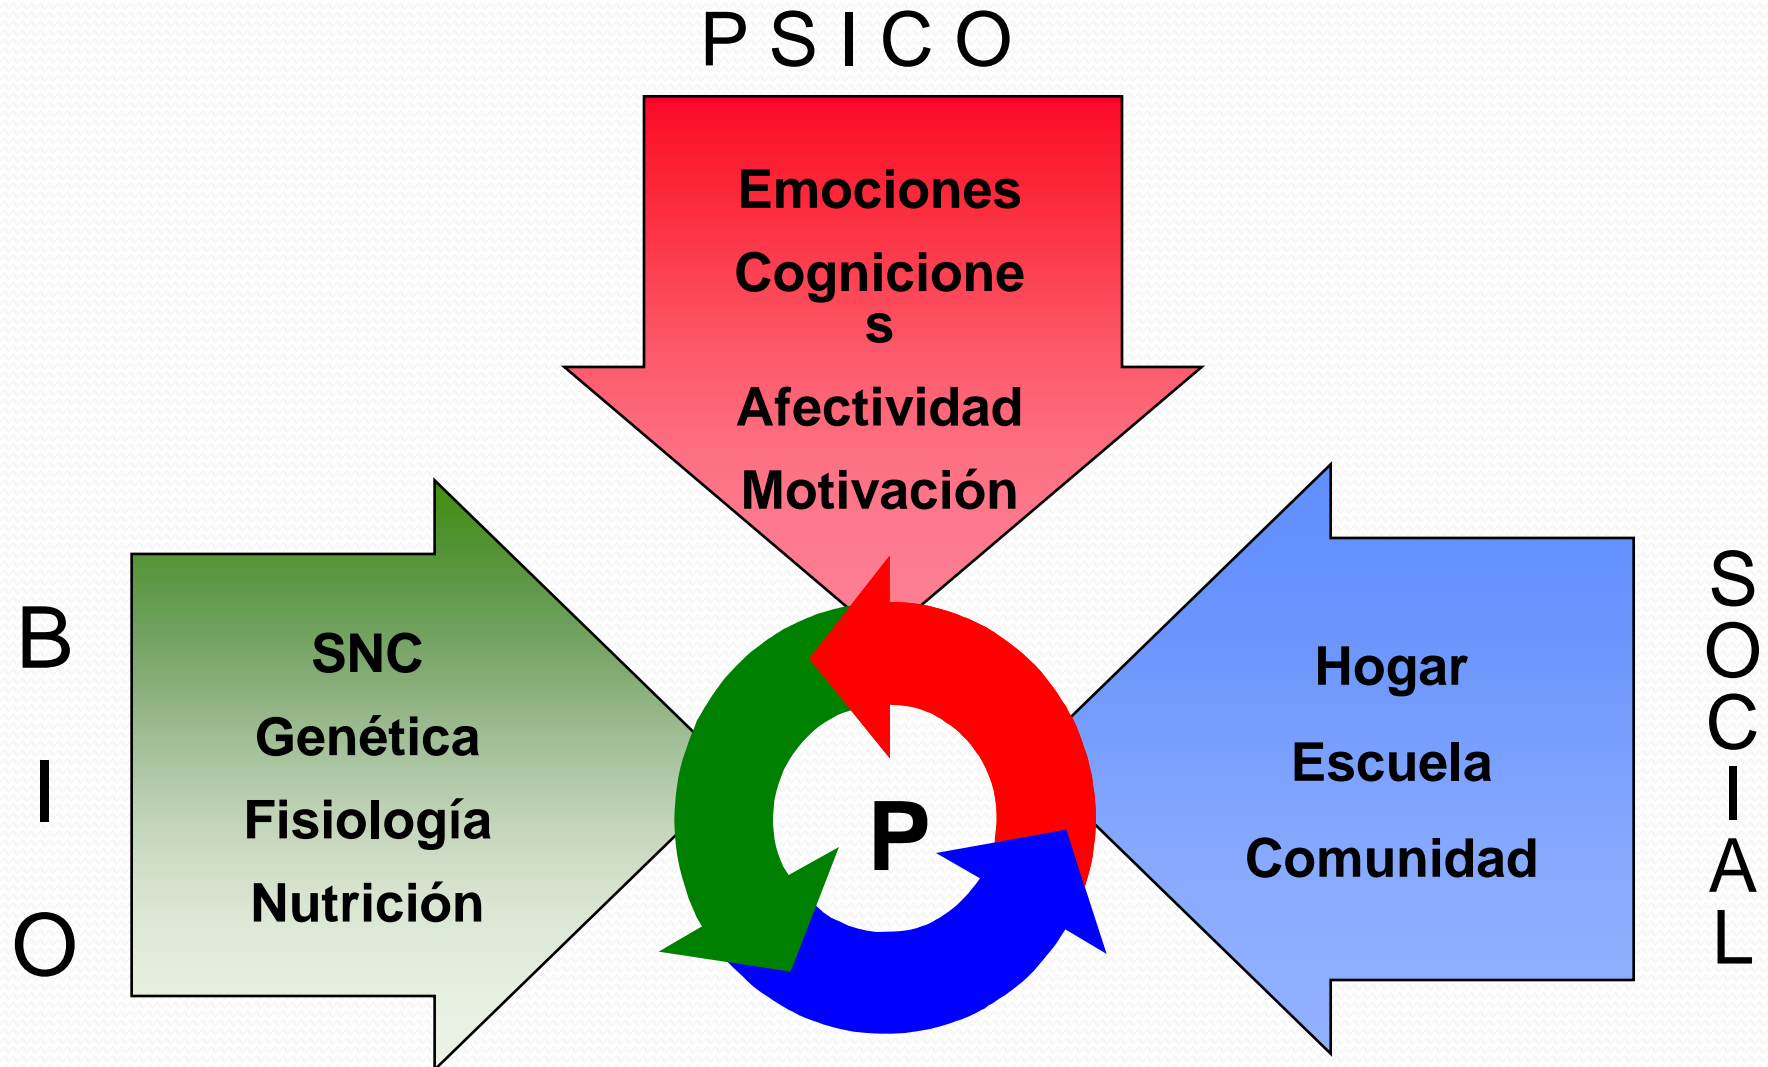 P S I C O
Emociones
Cognicione
s
Afectividad
Motivación
B
I
O
SNC
Genética
Fisiología
Nutrición
P
Hogar
Escuela
Comunidad
S
O
C
I
A
L